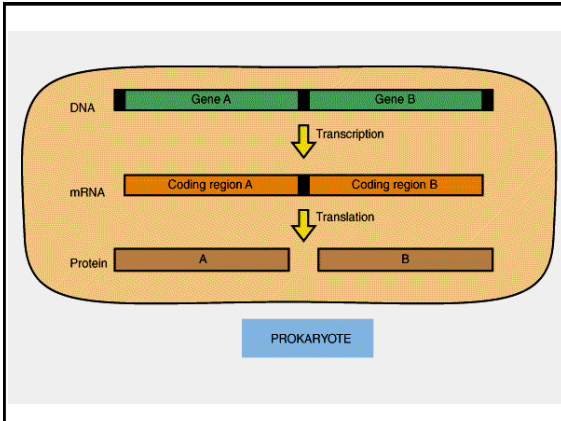 DNA
Gene A
Gene B
Transcription
mRNA
Coding region A
Coding region B
Translation
Protein
A
B
PROKARYOTE